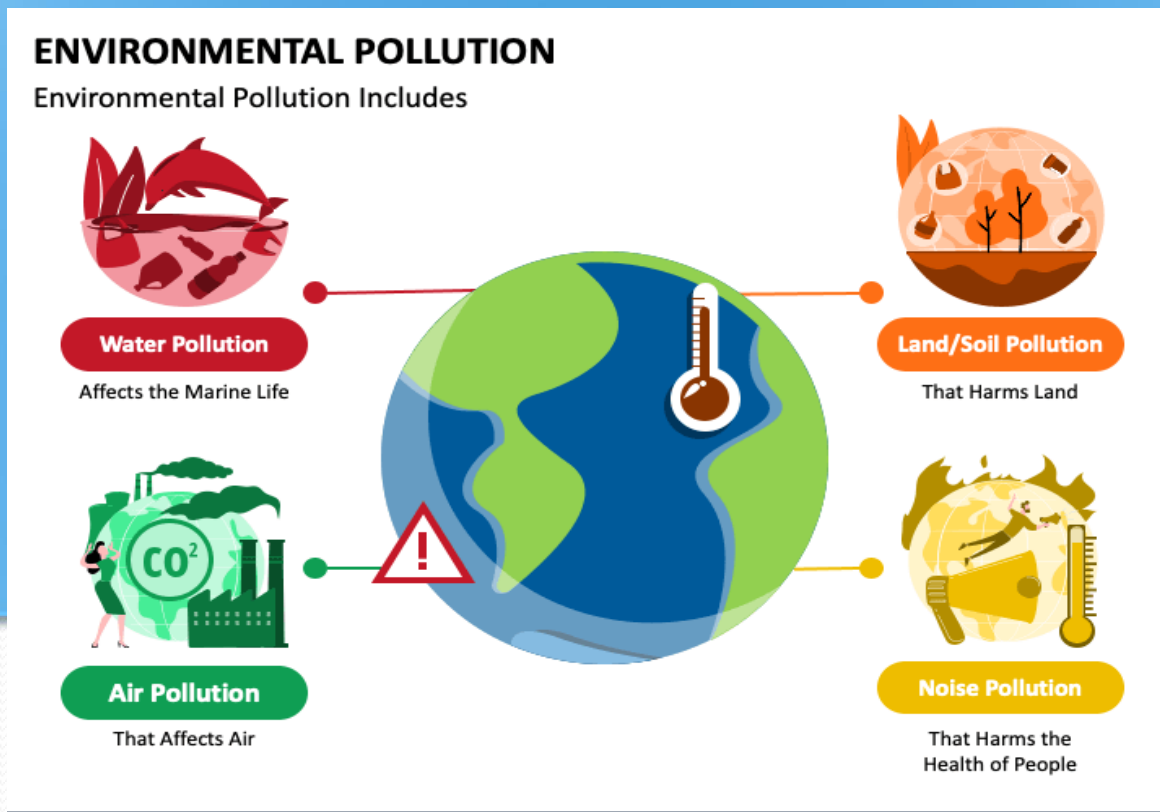 ENVIRONMENTAL POLLUTION
Environmental Pollution Includes
Water Pollution
Affects the Marine Life
Land/Soil Pollution
That Harms Land
CO²
Air Pollution
That Affects Air
!
Noise Pollution
That Harms the
Health of People